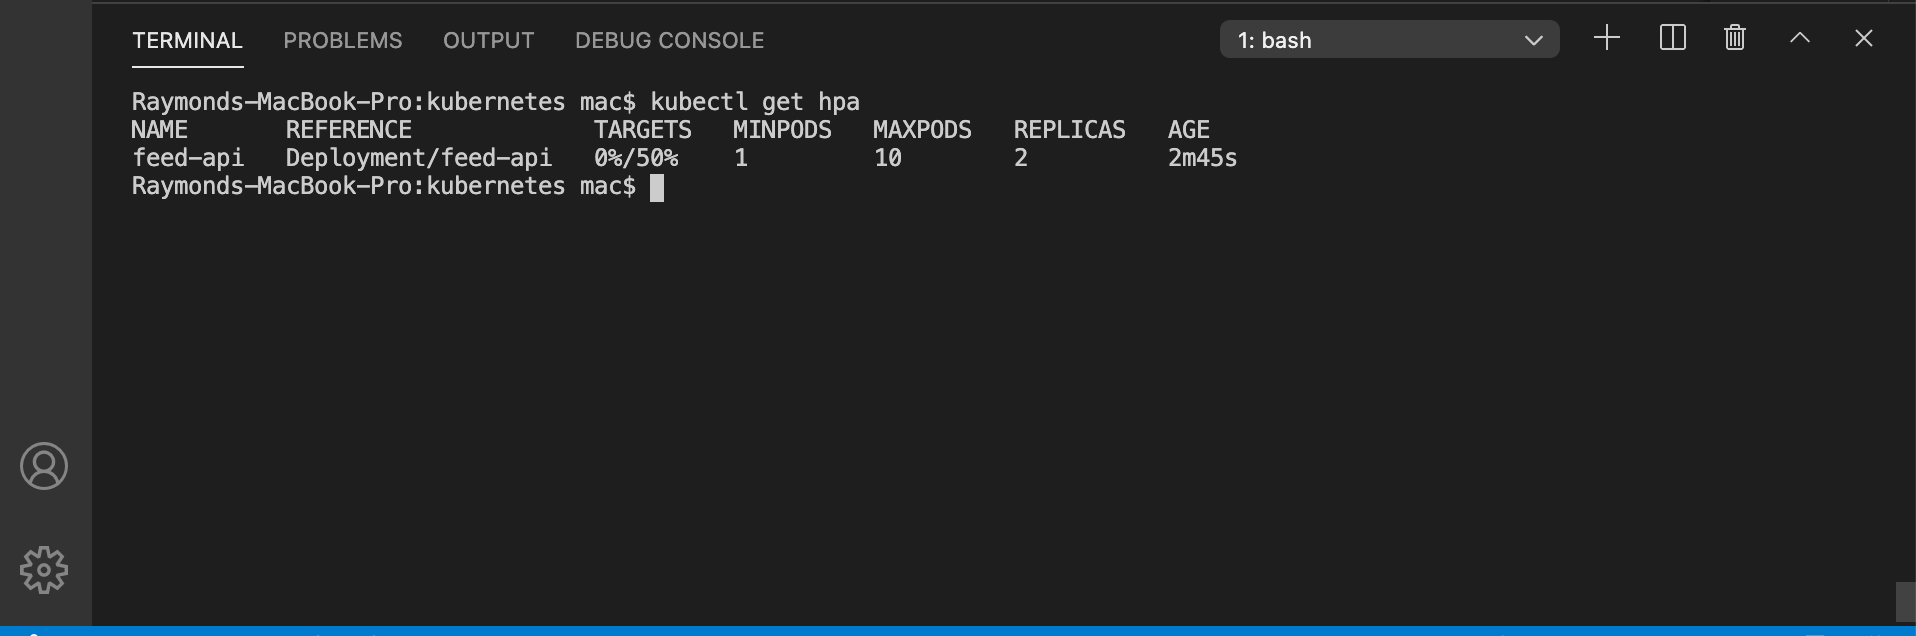 TERMINAL PROBLEMS OUTPUT DEBUG CONSOLE 1: bash
Raymonds-MacBook-Pro:kubernetes mac$ kubectl get hpa
NAME REFERENCE TARGETS MINPODS MAXPODS REPLICAS AGE
feed-api Deployment/feed-api 0%/50% 1 10 2 2m45s
Raymonds-MacBook-Pro:kubernetes mac$